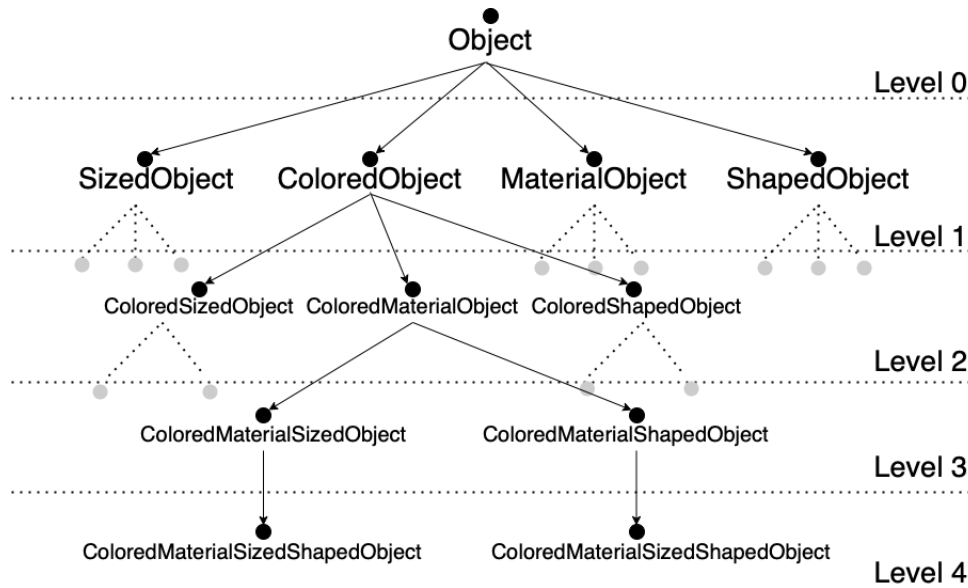 Object
Level 0
SizedObject
ColoredObject
MaterialObject
ShapedObject
Level 1
ColoredSizedObject
ColoredMaterialObject
ColoredShapedObject
Level 2
ColoredMaterialSizedObject
ColoredMaterialShapedObject
Level 3
ColoredMaterialSizedShapedObject
ColoredMaterialSizedShapedObject
Level 4